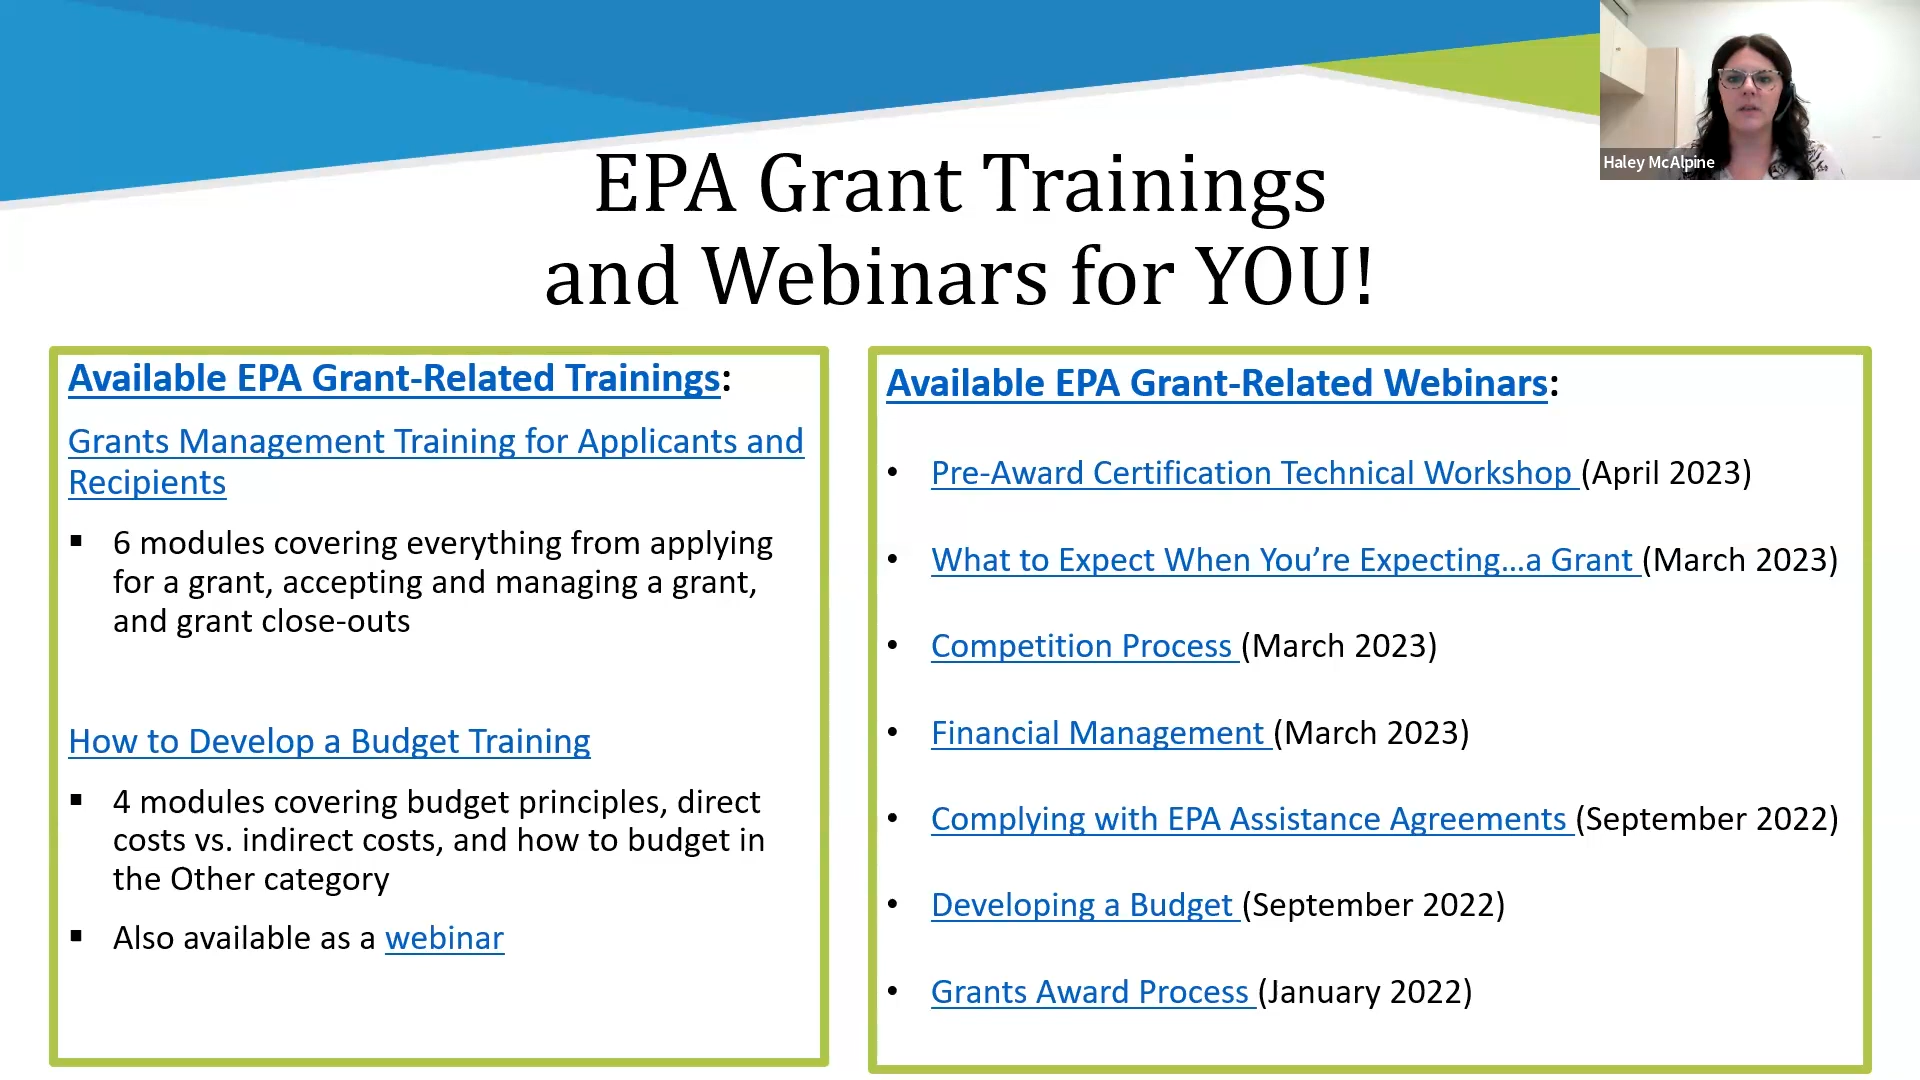 Haley McAlpine
EPA Grant Trainings
and Webinars for YOU!
Available EPA Grant-Related Trainings:
Grants Management Training for Applicants and
Recipients
▪ 6 modules covering everything from applying
for a grant, accepting and managing a grant,
and grant close-outs
How to Develop a Budget Training
▪ 4 modules covering budget principles, direct
costs vs. indirect costs, and how to budget in
the Other category
▪ Also available as a webinar
Available EPA Grant-Related Webinars:
• Pre-Award Certification Technical Workshop (April 2023)
• What to Expect When You’re Expecting…a Grant (March 2023)
• Competition Process (March 2023)
• Financial Management (March 2023)
• Complying with EPA Assistance Agreements (September 2022)
• Developing a Budget (September 2022)
• Grants Award Process (January 2022)